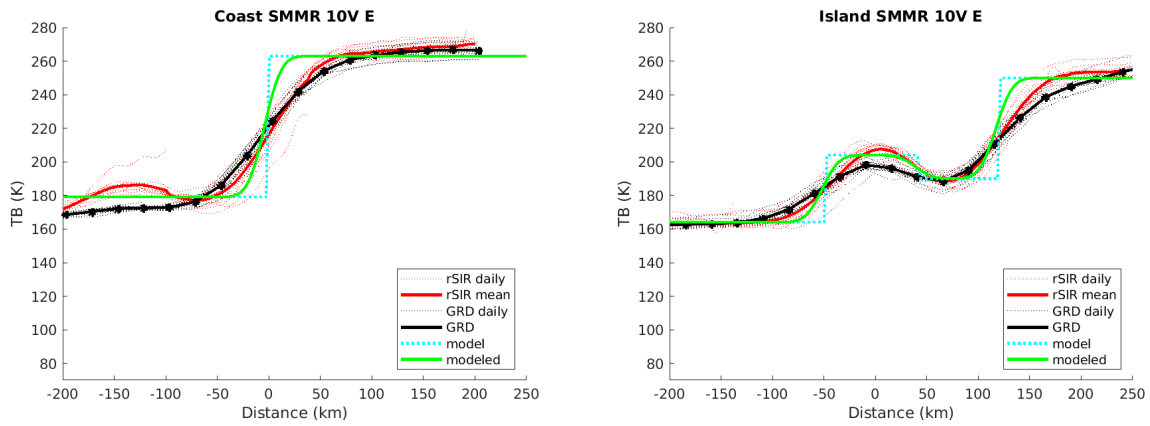 Coast SMMR 10V E
280
260
240
220
200
180
160
140
120
100
80
TB (K)
-200 -150 -100 -50 0 50 100 150 200 250
Distance (km)
rSIR daily
rSIR mean
GRD daily
GRD
model
modeled
Island SMMR 10V E
280
260
240
220
200
180
160
140
120
100
80
TB (K)
-200 -150 -100 -50 0 50 100 150 200 250
Distance (km)
rSIR daily
rSIR mean
GRD daily
GRD
model
modeled